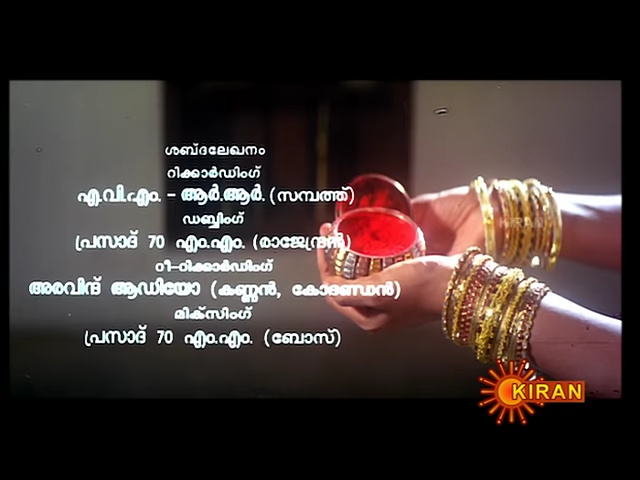 ശബ്ദലേഖനം
റിക്കാർഡിംഗ്
എ.വി.എം. - ആർ.ആർ. (സമ്പത്ത്)
ഡബ്ബിംഗ്
പ്രസാദ് 70 എം.എം. (രാജേന്ദ്രൻ)
റീ-റിക്കാർഡിംഗ്
അരവിന്ദ് ആഡിയോ (കണ്ണൻ, കോദണ്ഡൻ)
മിക്സിംഗ്
പ്രസാദ് 70 എം.എം. (ബോസ്)
KIRAN